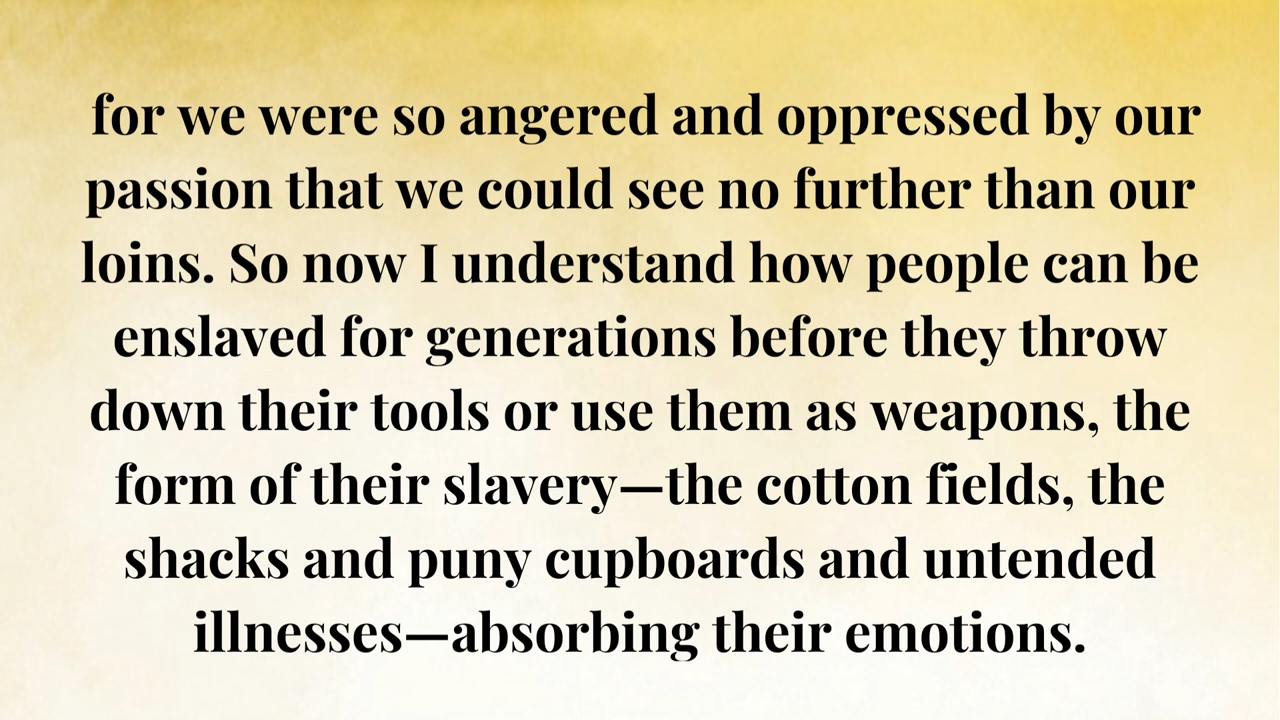 for we were so angered and oppressed by our
passion that we could see no further than our
loins. So now I understand how people can be
enslaved for generations before they throw
down their tools or use them as weapons, the
form of their slavery—the cotton fields, the
shacks and puny cupboards and untended
illnesses—absorbing their emotions.